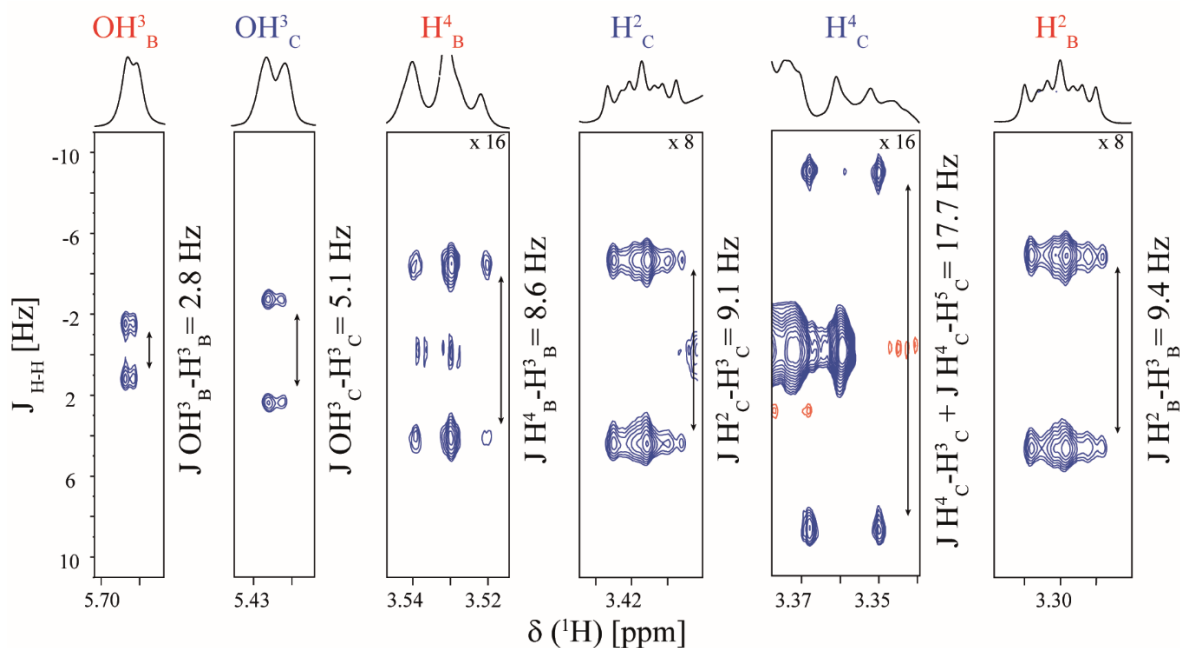 OH³B
OH³C
H⁴B
H²C
H⁴C
H²B
x 16
x 8
x 16
x 8
J H-H [Hz]
-10
-6
-2
2
6
10
J OH³B-H³B = 2.8 Hz
J OH³C-H³C = 5.1 Hz
J H⁴B-H³B = 8.6 Hz
J H²C-H³C = 9.1 Hz
J H⁴C-H³C + J H⁴C-H⁵C = 17.7 Hz
J H²B-H³B = 9.4 Hz
5.70
5.43
3.54 3.52
3.42
3.37 3.35
3.30
δ (¹H) [ppm]